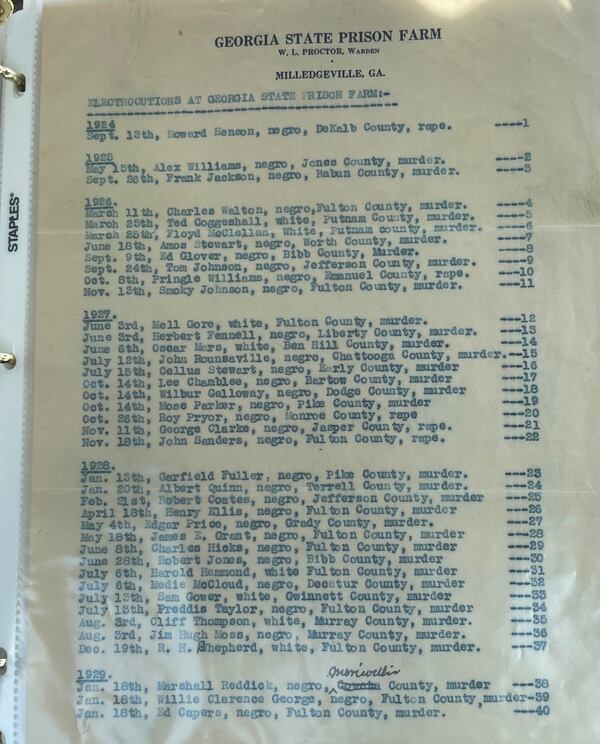 GEORGIA STATE PRISON FARM
W. L. PROCTOR, WARDEN
MILLEDGEVILLE, GA.
ELECTROCUTIONS AT GEORGIA STATE PRISON FARM:-
1924
Sept. 13th, Howard Henson, negro, DeKalb County, rape. ----1
1925
May 15th, Alex Williams, negro, Jones County, murder. ----2
Sept. 28th, Frank Jackson, negro, Rabun County, murder. ----3
1926.
March 11th, Charles Walton, negro,Fulton County, murder. ----4
March 25th, Ted Coggeshall, white, Putnam County, murder. ----5
March 25th, Floyd McClellan, White, Putnam county, murder. ----6
June 18th, Amos Stewart, negro, Worth County, murder. ----7
Sept. 9th, Ed Glover, negro, Bibb County, Murder. ----8
Sept. 24th, Tom Johnson, negro, Jefferson County, murder. ----9
Oct. 8th, Pringle Williams, negro, Emanuel County, rape. ----10
Nov. 13th, Smoky Johnson, negro, Fulton County, murder. ----11
1927.
June 3rd, Mell Gore, white, Fulton County, murder. ----12
June 3rd, Herbert Fennell, negro, Liberty County, murder. ----13
June 6th, Oscar Mars, white, Ben Hill County, murder. ----14
July 12th, John Rounsaville, negro, Chattooga County, murder.--15
July 15th, Cellus Stewart, negro, Early County, murder ----16
Oct. 14th, Lee Chamblee, negro, Bartow County, murder. ----17
Oct. 14th, Wilbur Galloway, negro, Dodge County, murder. ----18
Oct. 14th, Mose Parker, negro, Pike County, murder ----19
Oct. 28th, Roy Pryor, negro, Monroe County, rape ----20
Nov. 11th, George Clarke, negro, Jasper County, rape. ----21
Nov. 18th, John Sanders, negro, Fulton County, rape. ----22
1928.
Jan. 13th, Garfield Fuller, negro, Pike County, murder. ----23
Jan. 20th, Albert Quinn, negro, Terrell County, murder. ----24
Feb. 21st, Robert Coates, negro, Jefferson County, murder ----25
April 18th, Henry Ellis, negro, Fulton County, murder ----26
May 4th, Edgar Price, negro, Grady County, murder. ----27
May 18th, James E. Grant, negro, Fulton County, murder ----28
June 8th, Charles Hicks, negro, Fulton County, murder ----29
June 28th, Robert Jones, negro, Bibb County, murder ----30
July 6th, Harold Hammond, white Fulton County, murder. ----31
July 6th, Medie McCloud, negro, Decatur County, murder ----32
July 13th, Sam Gower, white, Gwinnett County, murder ----33
July 13th, Preddis Taylor, negro, Fulton County, murder ----34
Aug. 3rd, Cliff Thompson, white, Murray County, murder. ----35
Aug. 3rd, Jim Hugh Moss, negro, Murray County, murder. ----36
Dec. 19th, R. H. Shepherd, white, Fulton County, murder. ----37
1929.
Jan. 18th, Marshall Reddick, negro, County, murder ---38
Jan. 18th, Willie Clarence George, negro, Fulton County,murder-39
Jan. 18th, Ed Capers, negro, Fulton County, murder. ----40
STAPLES